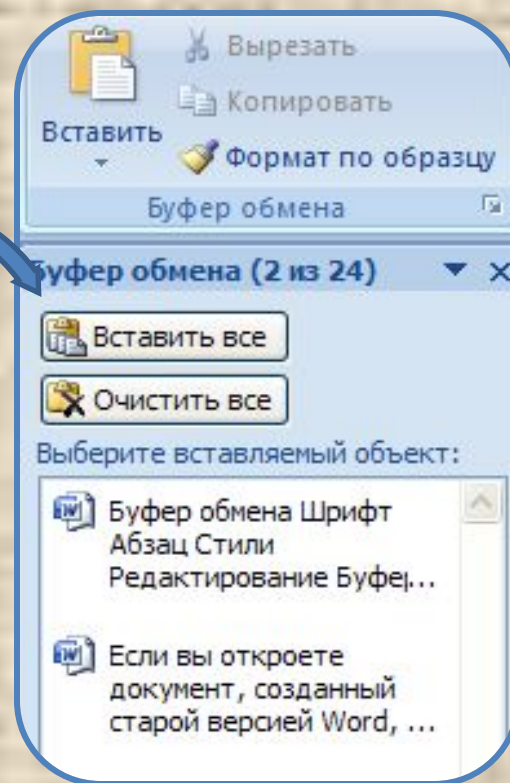 Вырезать
Копировать
Вставить
Формат по образцу
Буфер обмена
Буфер обмена (2 из 24)
Вставить все
Очистить все
Выберите вставляемый объект:
Буфер обмена Шрифт
Абзац Стили
Редактирование Буфер...
Если вы откроете
документ, созданный
старой версией Word, ...